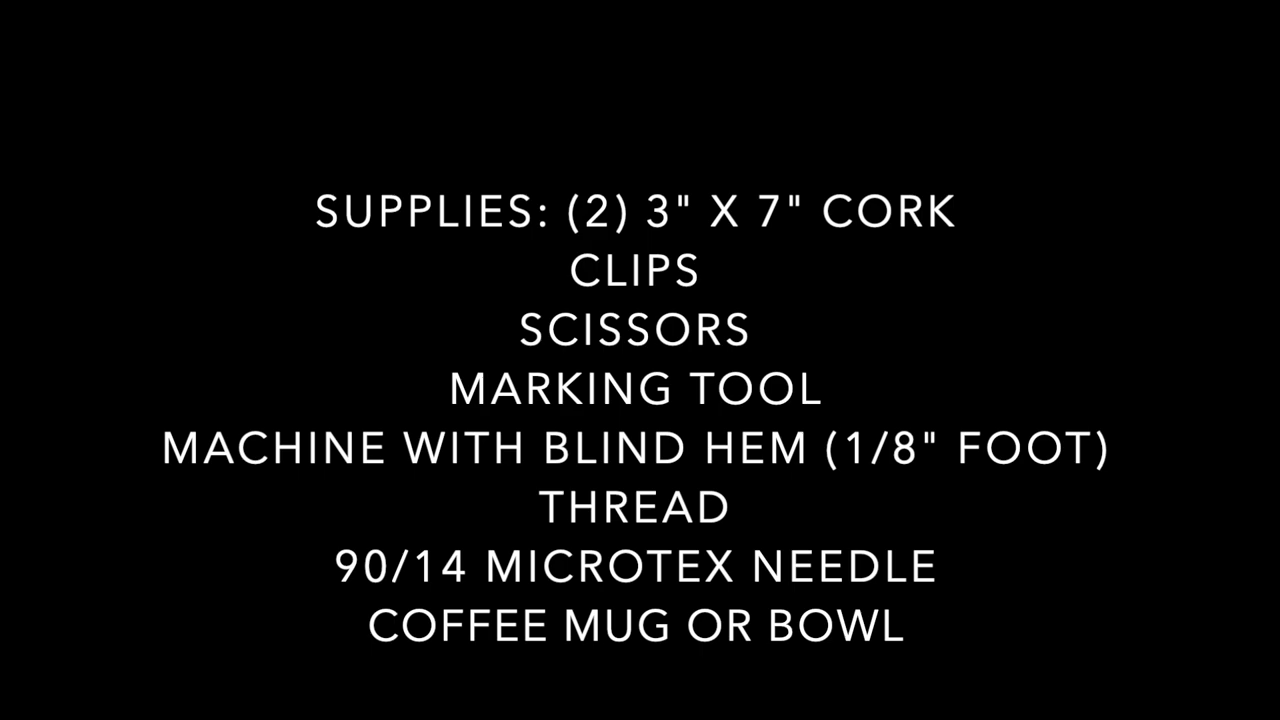 SUPPLIES: (2) 3" X 7" CORK
CLIPS
SCISSORS
MARKING TOOL
MACHINE WITH BLIND HEM (1/8" FOOT)
THREAD
90/14 MICROTEX NEEDLE
COFFEE MUG OR BOWL